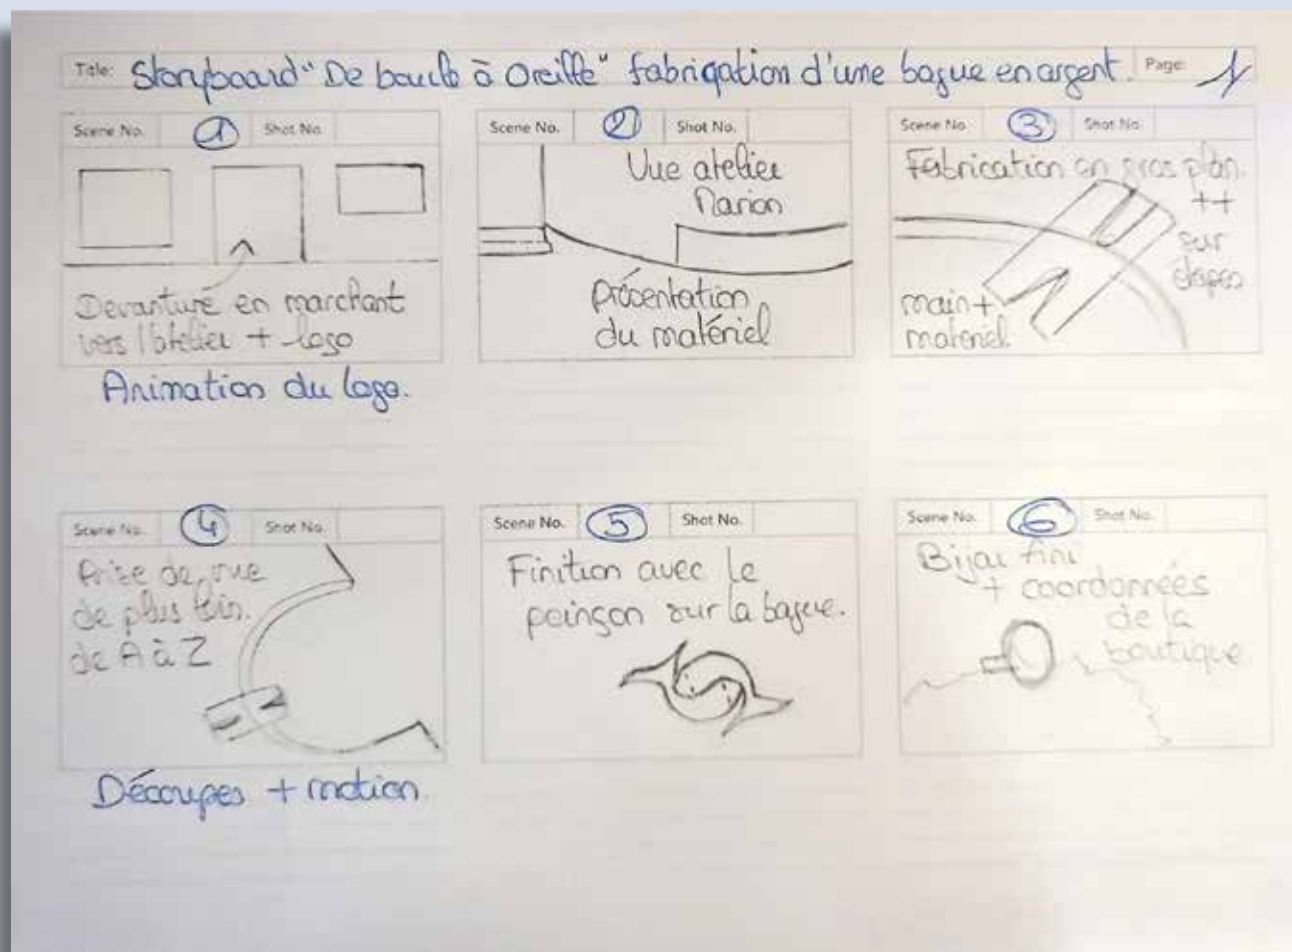 Title: Storyboard "De boucle à Oreille" fabrication d'une bague en argent. Page: 1
Scene No. 1 Shot No.
Devanture en marchant
vers l'atelier + logo
Animation du logo.
Scene No. 2 Shot No.
Vue atelier
Marion
Présentation
du matériel
Scene No. 3 Shot No.
Fabrication en gros plan.
++
sur
étapes
main +
matériel.
Scene No. 4 Shot No.
Prise de vue
de plus loin.
de A à Z
Découpes + motion.
Scene No. 5 Shot No.
Finition avec le
poinçon sur la bague.
Scene No. 6 Shot No.
Bijou fini
+ coordonnées
de la
boutique